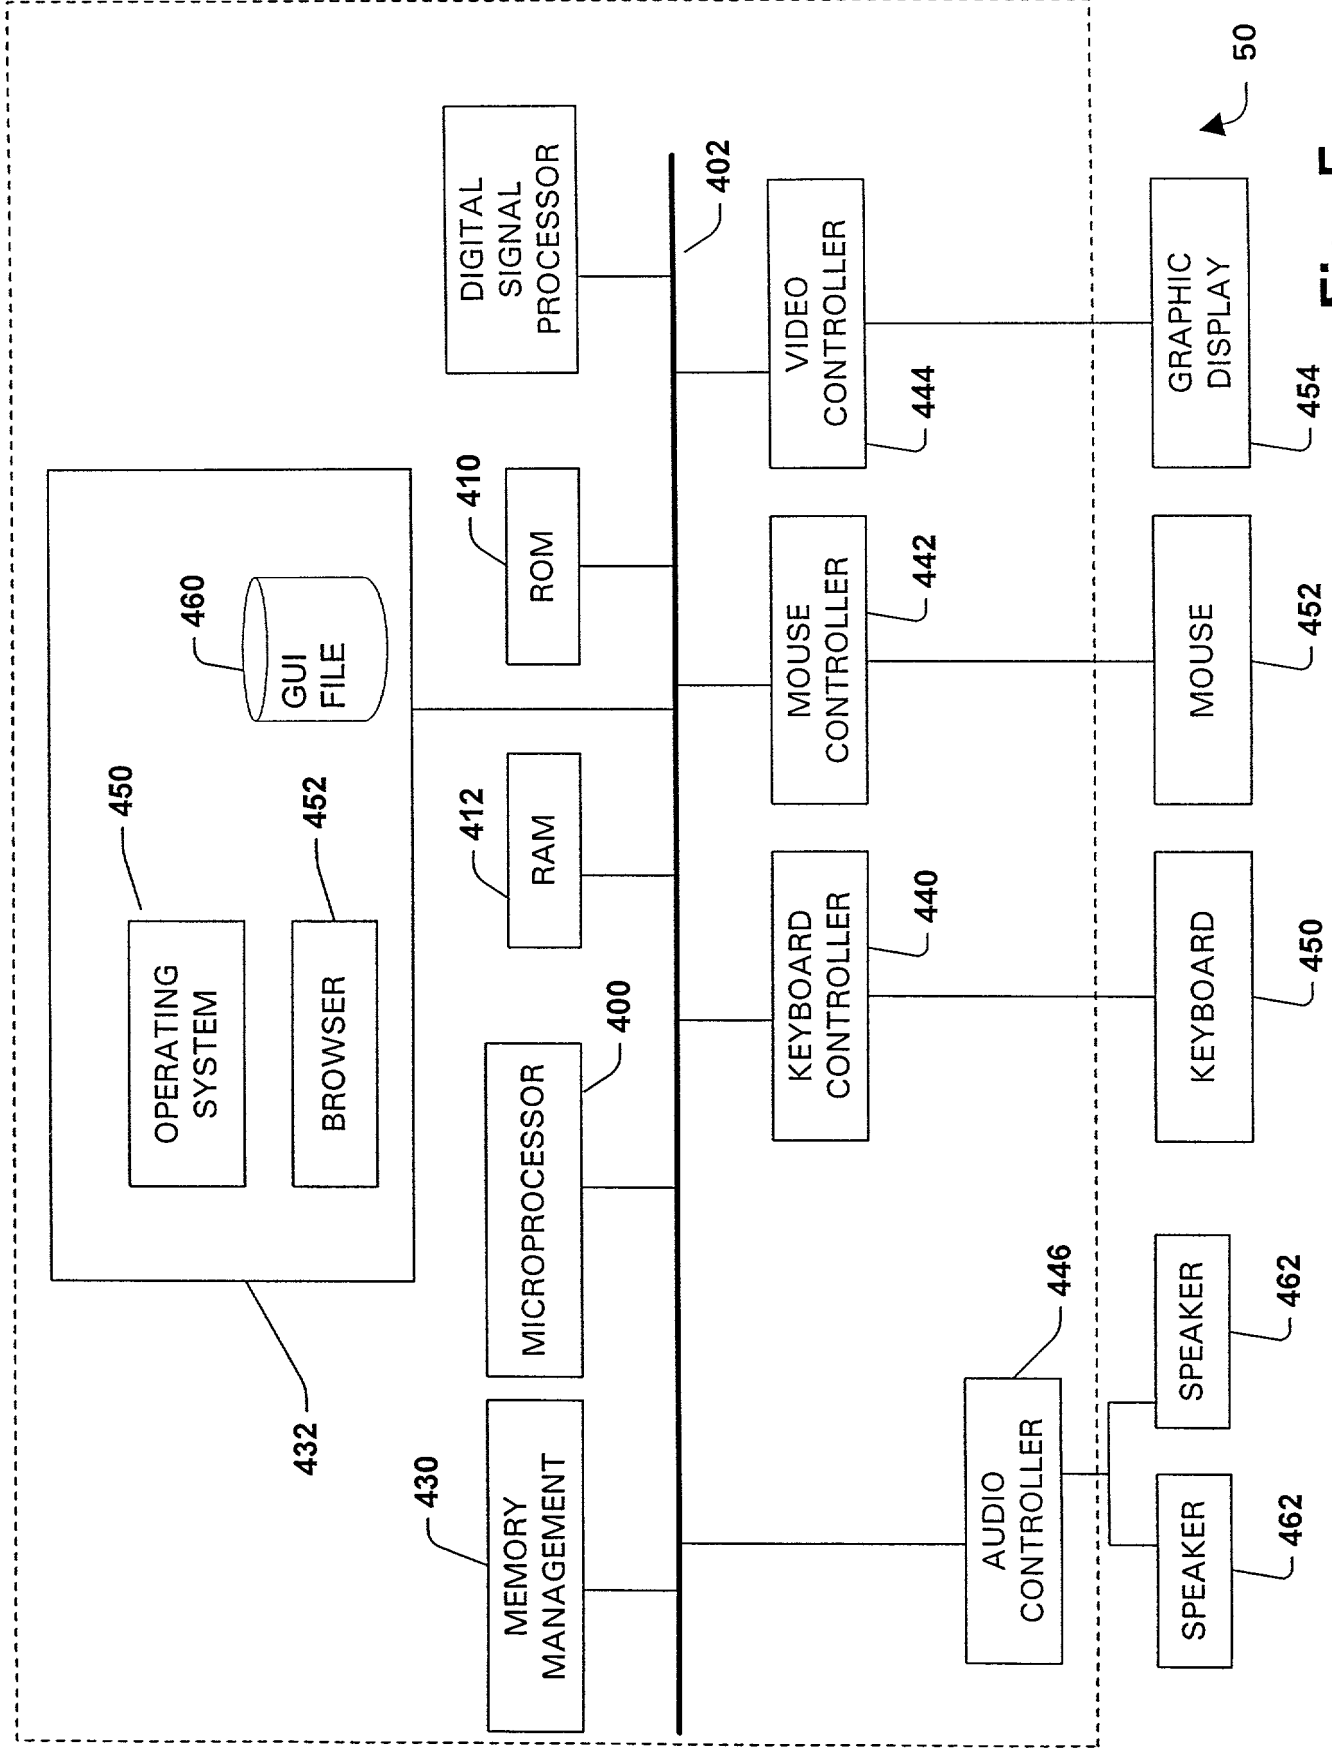 432
OPERATING
SYSTEM
450
BROWSER
452
460
GUI
FILE
430
MEMORY
MANAGEMENT
MICROPROCESSOR
400
412
RAM
410
ROM
DIGITAL
SIGNAL
PROCESSOR
402
AUDIO
CONTROLLER
446
KEYBOARD
CONTROLLER
440
MOUSE
CONTROLLER
442
VIDEO
CONTROLLER
444
SPEAKER
462
SPEAKER
462
KEYBOARD
450
MOUSE
452
GRAPHIC
DISPLAY
454
50